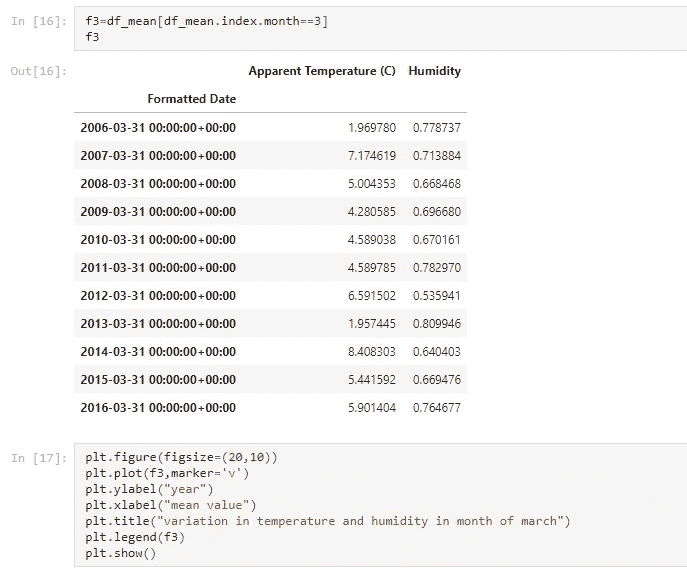 In [16]: f3=df_mean[df_mean.index.month==3]
f3
Out[16]:
Apparent Temperature (C) Humidity
Formatted Date
2006-03-31 00:00:00+00:00 1.969780 0.778737
2007-03-31 00:00:00+00:00 7.174619 0.713884
2008-03-31 00:00:00+00:00 5.004353 0.668468
2009-03-31 00:00:00+00:00 4.280585 0.696680
2010-03-31 00:00:00+00:00 4.589038 0.670161
2011-03-31 00:00:00+00:00 4.589785 0.782970
2012-03-31 00:00:00+00:00 6.591502 0.535941
2013-03-31 00:00:00+00:00 1.957445 0.809946
2014-03-31 00:00:00+00:00 8.408303 0.640403
2015-03-31 00:00:00+00:00 5.441592 0.669476
2016-03-31 00:00:00+00:00 5.901404 0.764677
In [17]: plt.figure(figsize=(20,10))
plt.plot(f3,marker='v')
plt.ylabel("year")
plt.xlabel("mean value")
plt.title("variation in temperature and humidity in month of march")
plt.legend(f3)
plt.show()